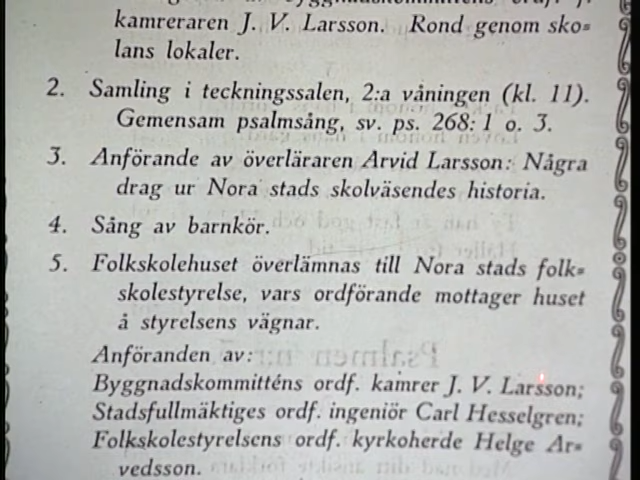 kamreraren J. V. Larsson. Rond genom sko=
lans lokaler.
2. Samling i teckningssalen, 2:a våningen (kl. 11).
Gemensam psalmsång, sv. ps. 268: 1 o. 3.
3. Anförande av överläraren Arvid Larsson: Några
drag ur Nora stads skolväsendes historia.
4. Sång av barnkör.
5. Folkskolehuset överlämnas till Nora stads folk=
skolestyrelse, vars ordförande mottager huset
å styrelsens vägnar.
Anföranden av:
Byggnadskommitténs ordf. kamrer J. V. Larsson;
Stadsfullmäktiges ordf. ingeniör Carl Hesselgren;
Folkskolestyrelsens ordf. kyrkoherde Helge Ar=
vedsson.